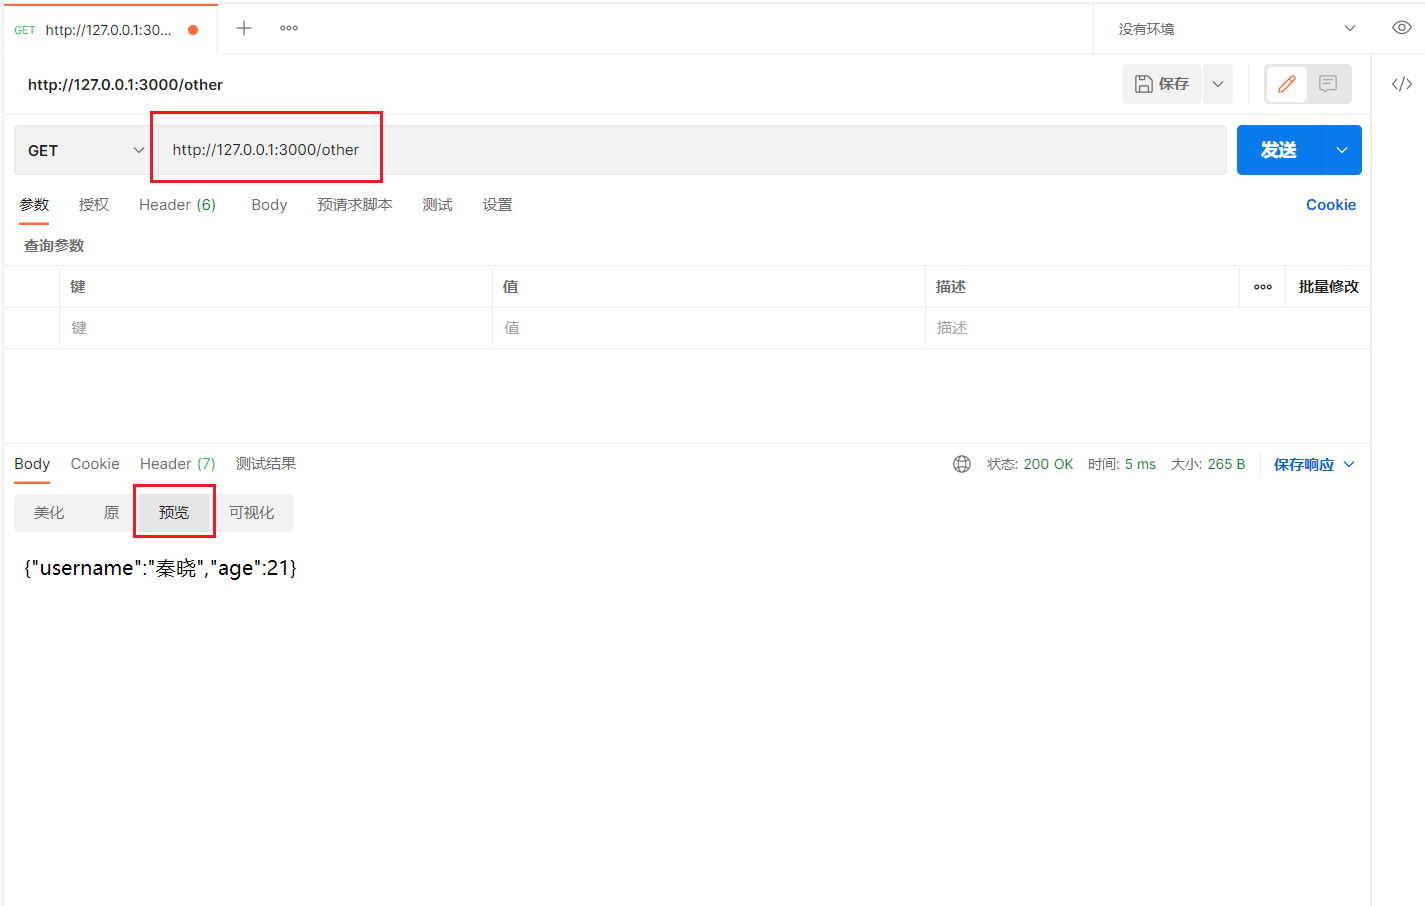 GET http://127.0.0.1:30...
没有环境
http://127.0.0.1:3000/other
保存
GET http://127.0.0.1:3000/other
发送
参数 授权 Header (6) Body 预请求脚本 测试 设置 Cookie
查询参数
键 值 描述 批量修改
键 值 描述
Body Cookie Header (7) 测试结果 状态: 200 OK 时间: 5 ms 大小: 265 B 保存响应
美化 原 预览 可视化
{"username":"秦晓","age":21}